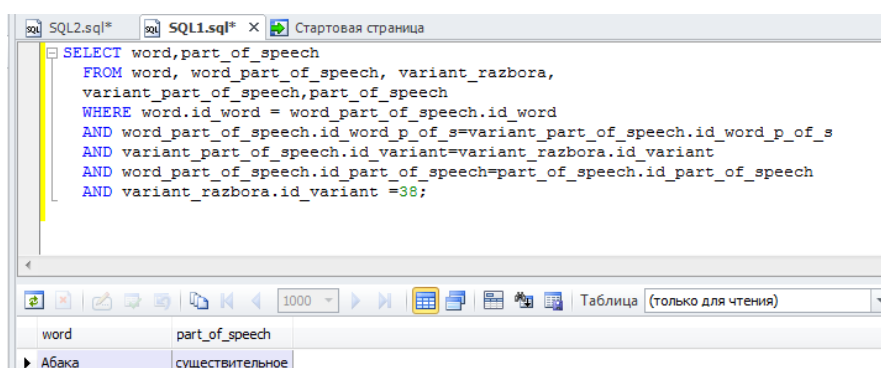 SQL2.sql* SQL1.sql* Стартовая страница
SELECT word,part_of_speech
FROM word, word_part_of_speech, variant_razbora,
variant_part_of_speech,part_of_speech
WHERE word.id_word = word_part_of_speech.id_word
AND word_part_of_speech.id_word_p_of_s=variant_part_of_speech.id_word_p_of_s
AND variant_part_of_speech.id_variant=variant_razbora.id_variant
AND word_part_of_speech.id_part_of_speech=part_of_speech.id_part_of_speech
AND variant_razbora.id_variant =38;
1000 Таблица (только для чтения)
word part_of_speech
Абака существительное